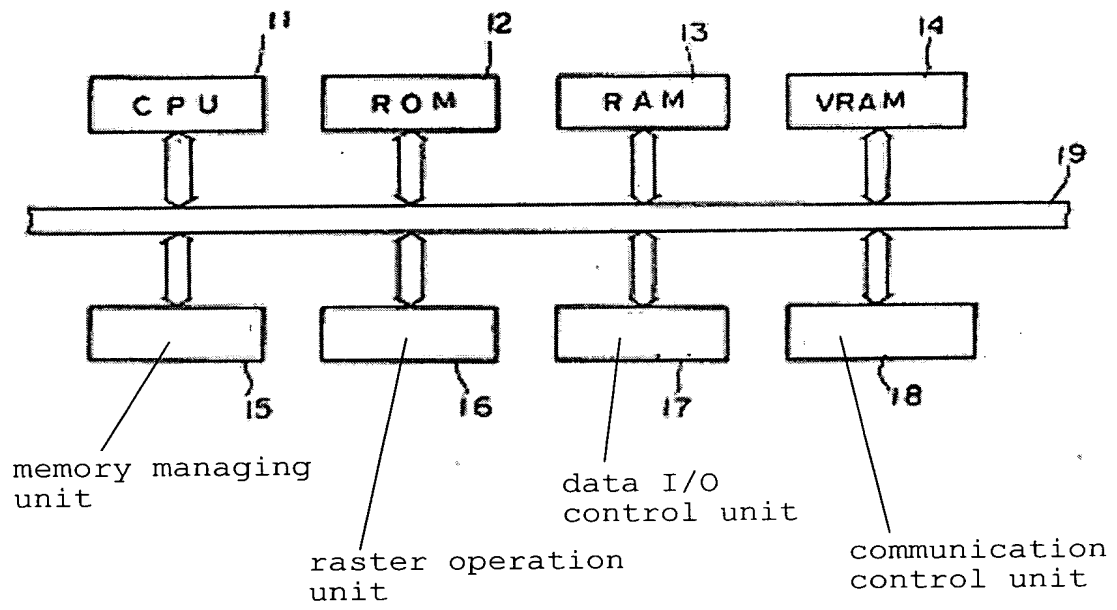 11
12
13
14
CPU
ROM
RAM
VRAM
19
15
16
17
18
memory managing
unit
data I/O
control unit
raster operation
unit
communication
control unit